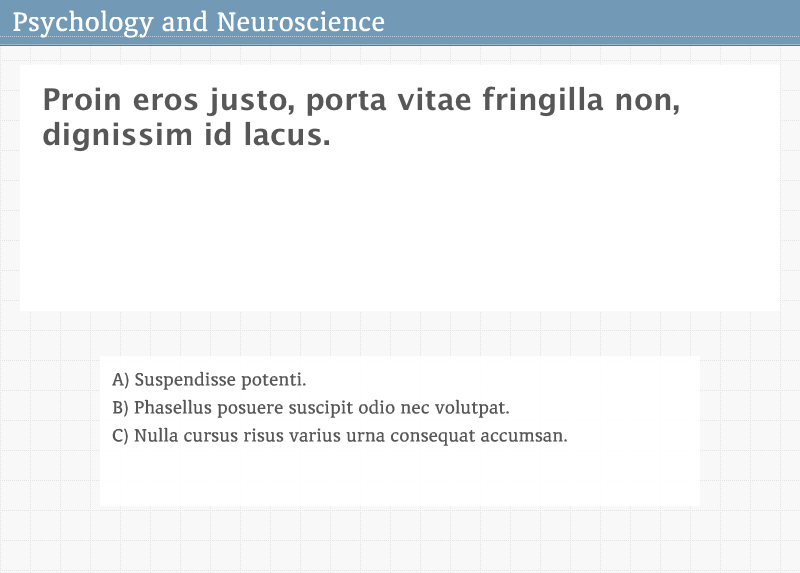 Psychology and Neuroscience
Proin eros justo, porta vitae fringilla non,
dignissim id lacus.
A) Suspendisse potenti.
B) Phasellus posuere suscipit odio nec volutpat.
C) Nulla cursus risus varius urna consequat accumsan.